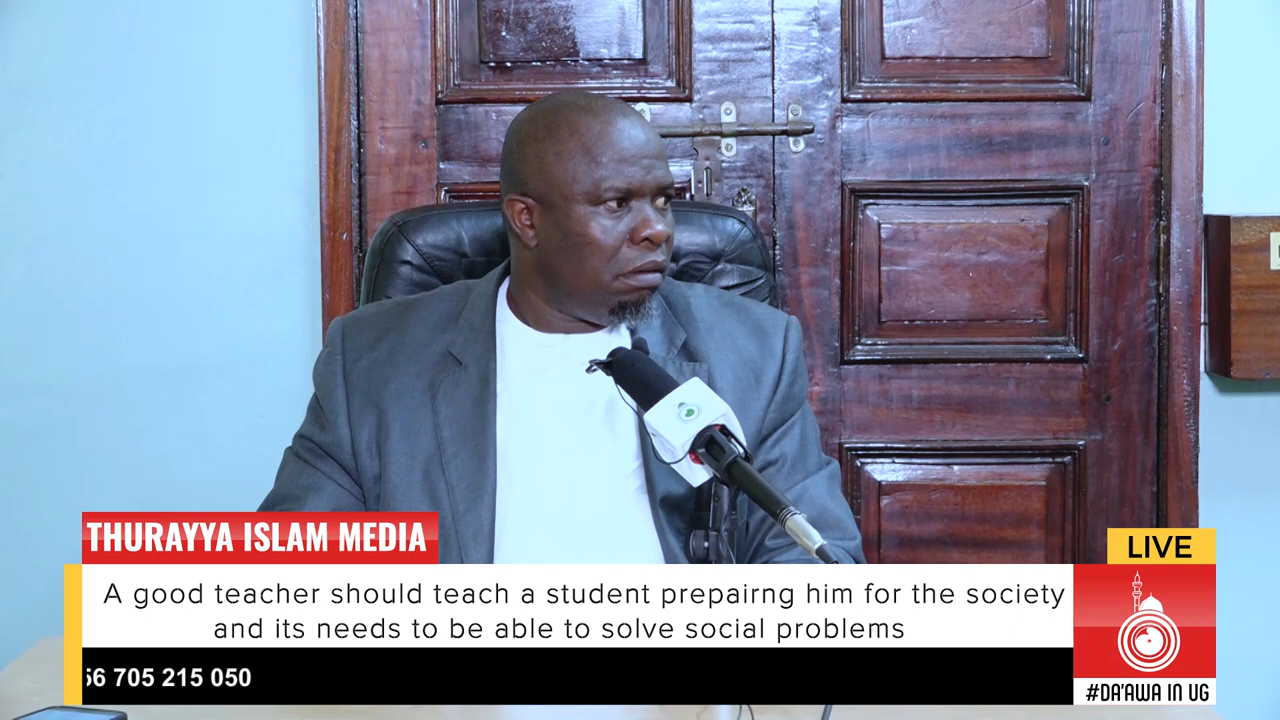 THURAYYA ISLAM MEDIA
LIVE
A good teacher should teach a student prepairng him for the society
and its needs to be able to solve social problems
56 705 215 050
#DA'AWA IN UG